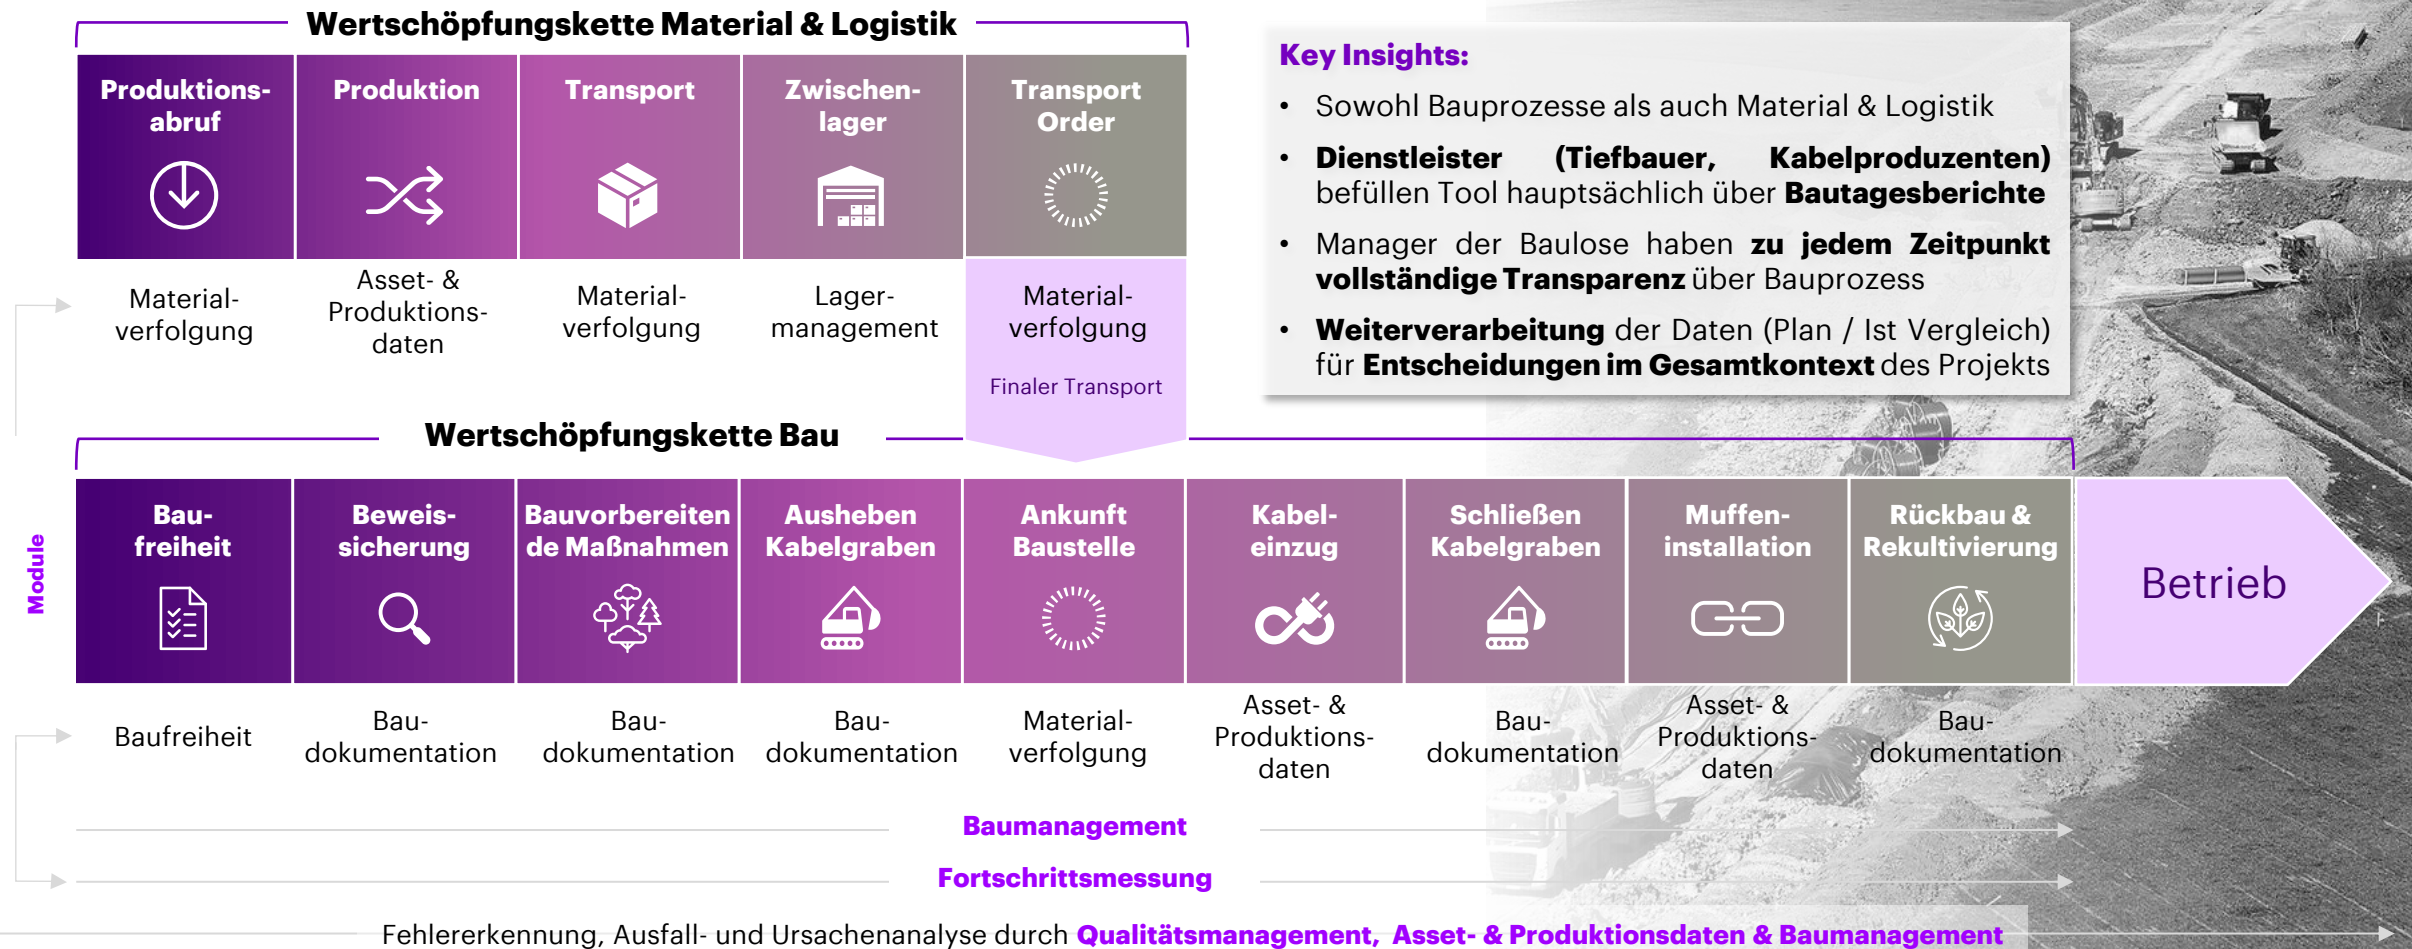 Wertschöpfungskette Material & Logistik
Produktions-
abruf
Produktion
Transport
Zwischen-
lager
Transport
Order
Material-
verfolgung
Asset- &
Produktions-
daten
Material-
verfolgung
Lager-
management
Material-
verfolgung
Finaler Transport
Key Insights:
• Sowohl Bauprozesse als auch Material & Logistik
• Dienstleister (Tiefbauer, Kabelproduzenten)
befüllen Tool hauptsächlich über Bautagesberichte
• Manager der Baulose haben zu jedem Zeitpunkt
vollständige Transparenz über Bauprozess
• Weiterverarbeitung der Daten (Plan / Ist Vergleich)
für Entscheidungen im Gesamtkontext des Projekts
Wertschöpfungskette Bau
Module
Bau-
freiheit
Beweis-
sicherung
Bauvorbereiten
de Maßnahmen
Ausheben
Kabelgraben
Ankunft
Baustelle
Kabel-
einzug
Schließen
Kabelgraben
Muffen-
installation
Rückbau &
Rekultivierung
Betrieb
Baufreiheit
Bau-
dokumentation
Bau-
dokumentation
Bau-
dokumentation
Material-
verfolgung
Asset- &
Produktions-
daten
Bau-
dokumentation
Asset- &
Produktions-
daten
Bau-
dokumentation
Baumanagement
Fortschrittsmessung
Fehlererkennung, Ausfall- und Ursachenanalyse durch Qualitätsmanagement, Asset- & Produktionsdaten & Baumanagement